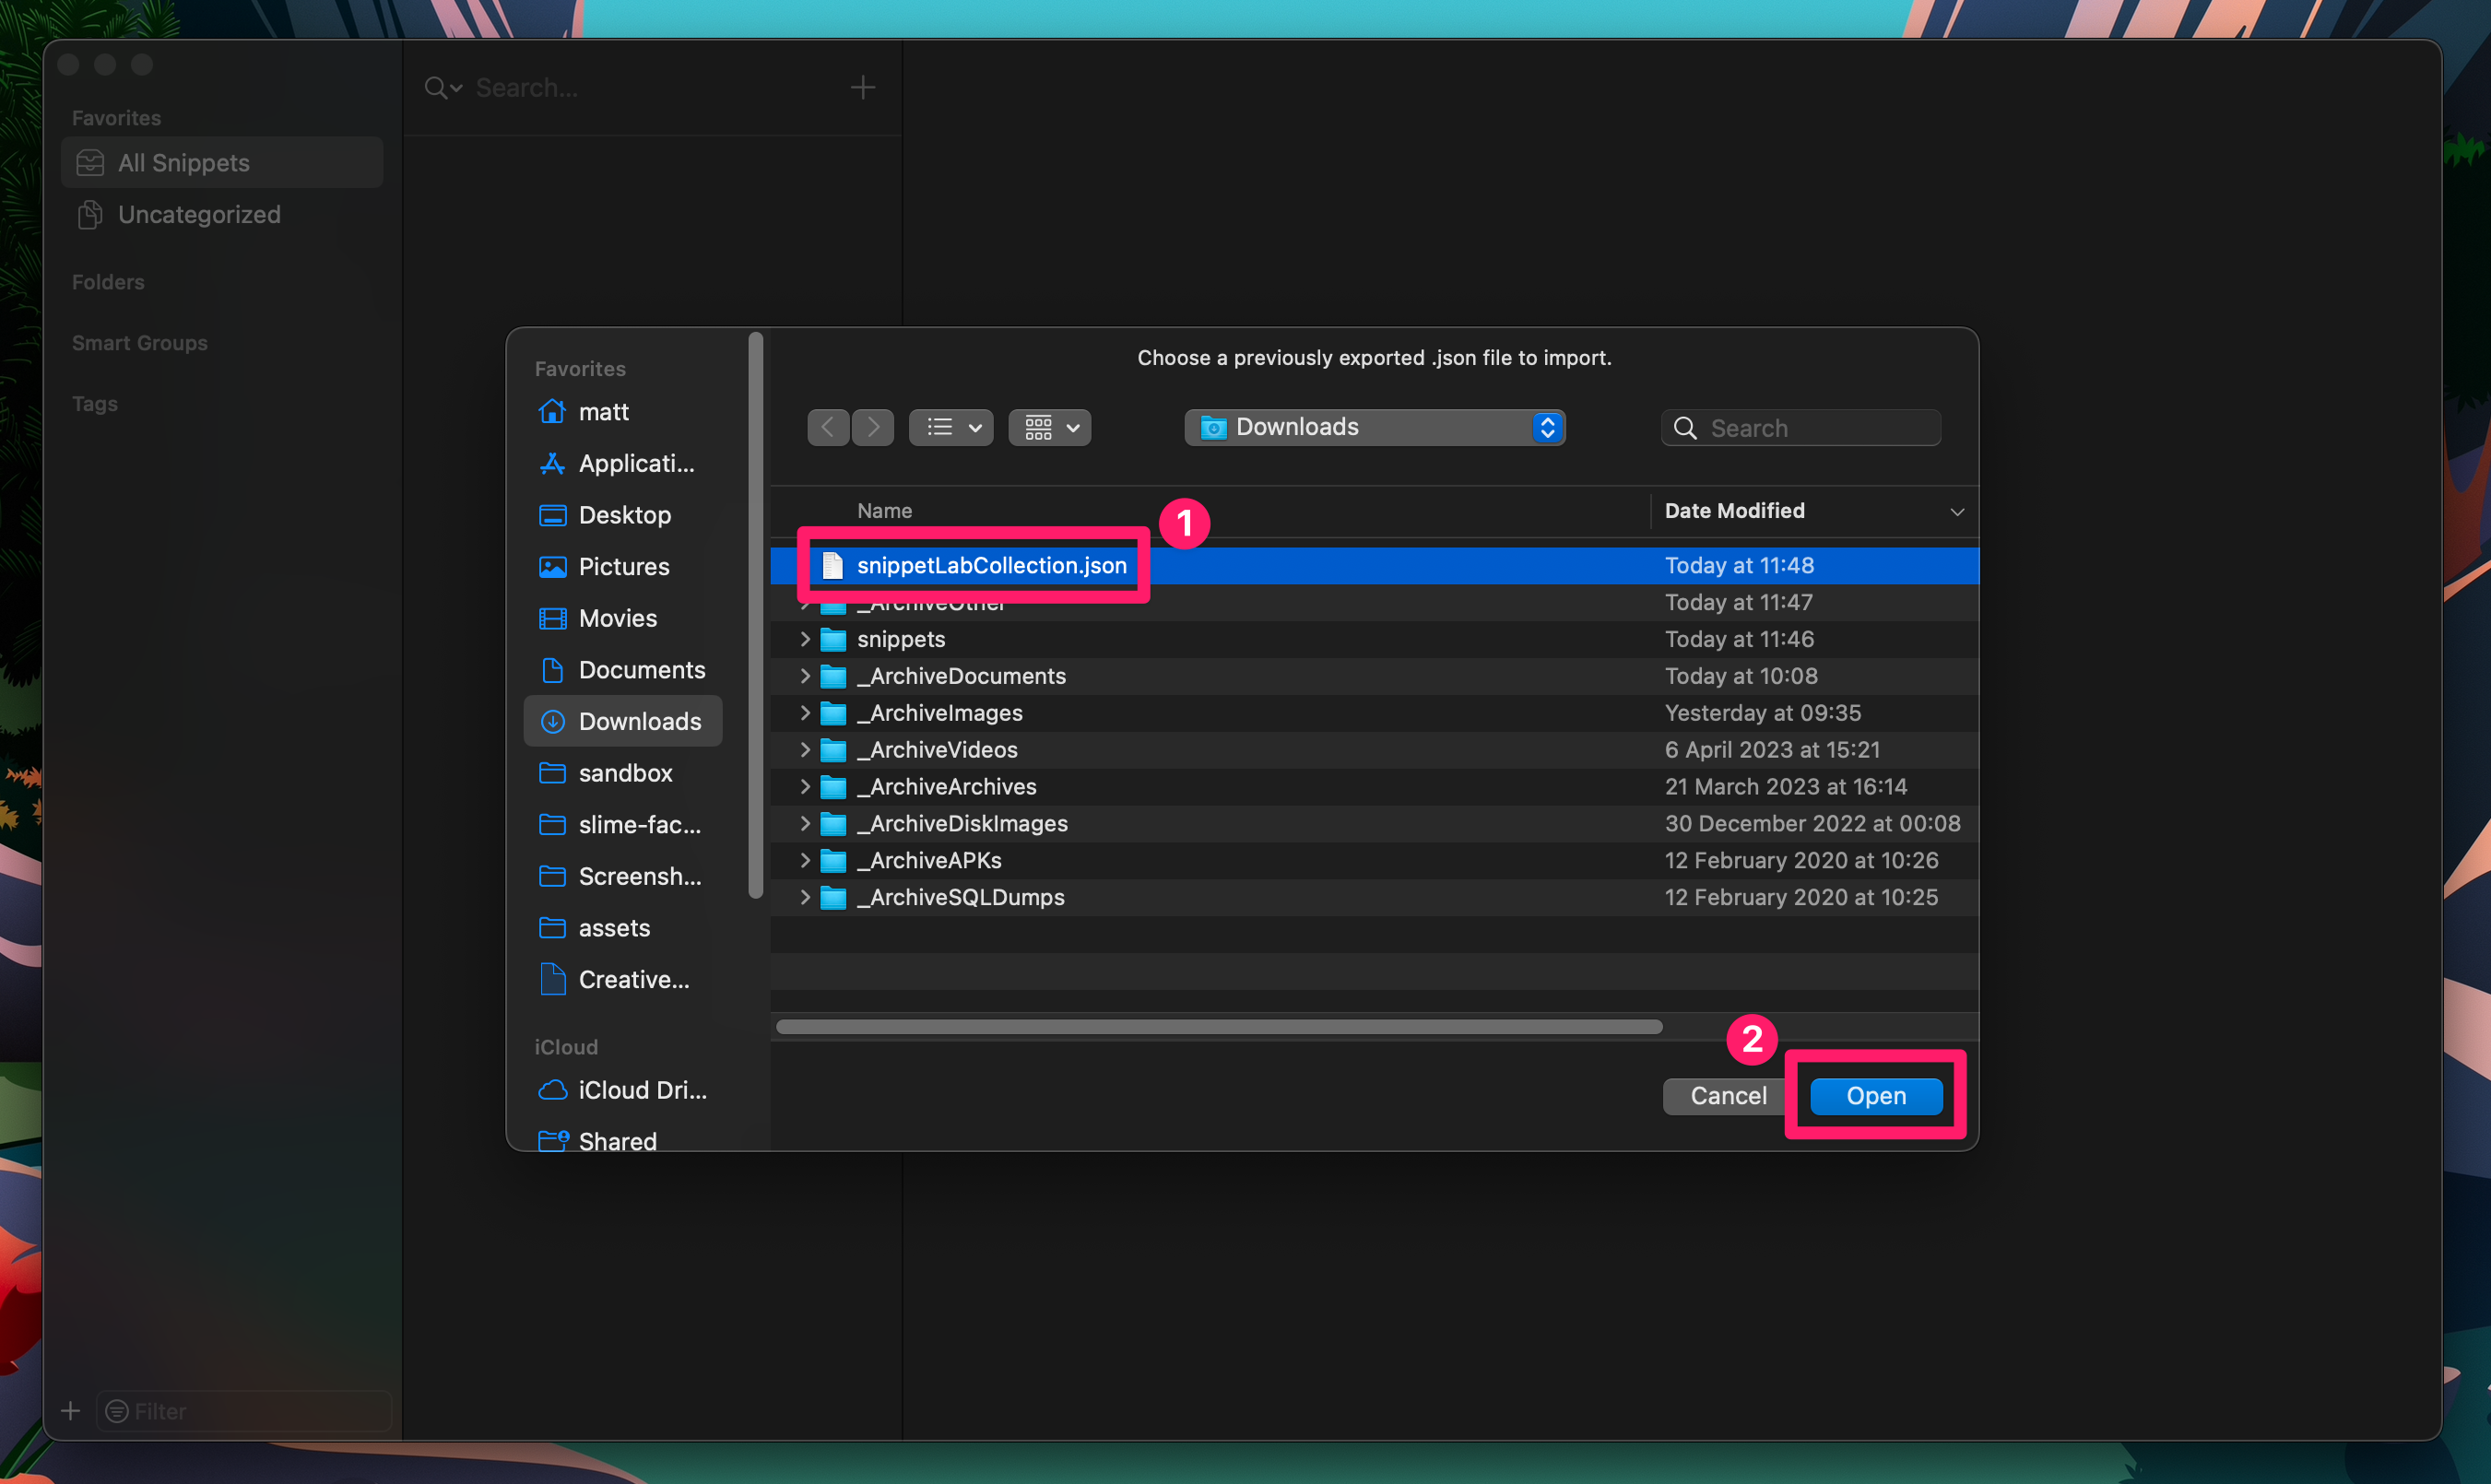 Search...
Favorites
All Snippets
Uncategorized
Folders
Smart Groups
Tags
Filter
Favorites
matt
Applicati...
Desktop
Pictures
Movies
Documents
Downloads
sandbox
slime-fac...
Screensh...
assets
Creative...
iCloud
iCloud Dri...
Shared
Choose a previously exported .json file to import.
Downloads
Search
Name Date Modified
1
snippetLabCollection.json Today at 11:48
_ArchiveOther Today at 11:47
snippets Today at 11:46
_ArchiveDocuments Today at 10:08
_ArchiveImages Yesterday at 09:35
_ArchiveVideos 6 April 2023 at 15:21
_ArchiveArchives 21 March 2023 at 16:14
_ArchiveDiskImages 30 December 2022 at 00:08
_ArchiveAPKs 12 February 2020 at 10:26
_ArchiveSQLDumps 12 February 2020 at 10:25
2
Cancel Open